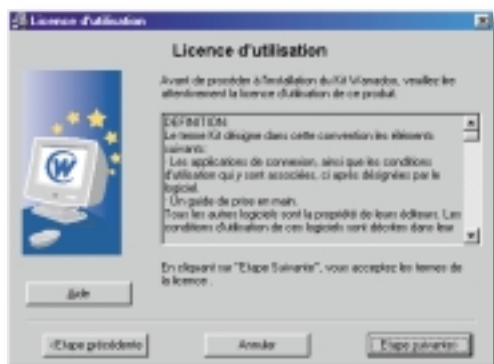 Licence d'utilisation
Licence d'utilisation
Avant de procéder à l'installation du Kit Wanadoo, veuillez lire
attentivement la licence d'utilisation de ce produit.
DEFINITION:
Le terme Kit désigne dans cette convention les éléments
suivants:
- Les applications de connexion, ainsi que les conditions
d'utilisation qui y sont associées, ci après désignées par le
logiciel.
- Un guide de prise en main.
Tous les autres logiciels sont la propriété de leurs éditeurs. Les
conditions d'utilisation de ces logiciels sont décrites dans leur
En cliquant sur "Etape Suivante", vous acceptez les termes de
la licence .
Aide
<Etape précédente
Annuler
Etape suivante>